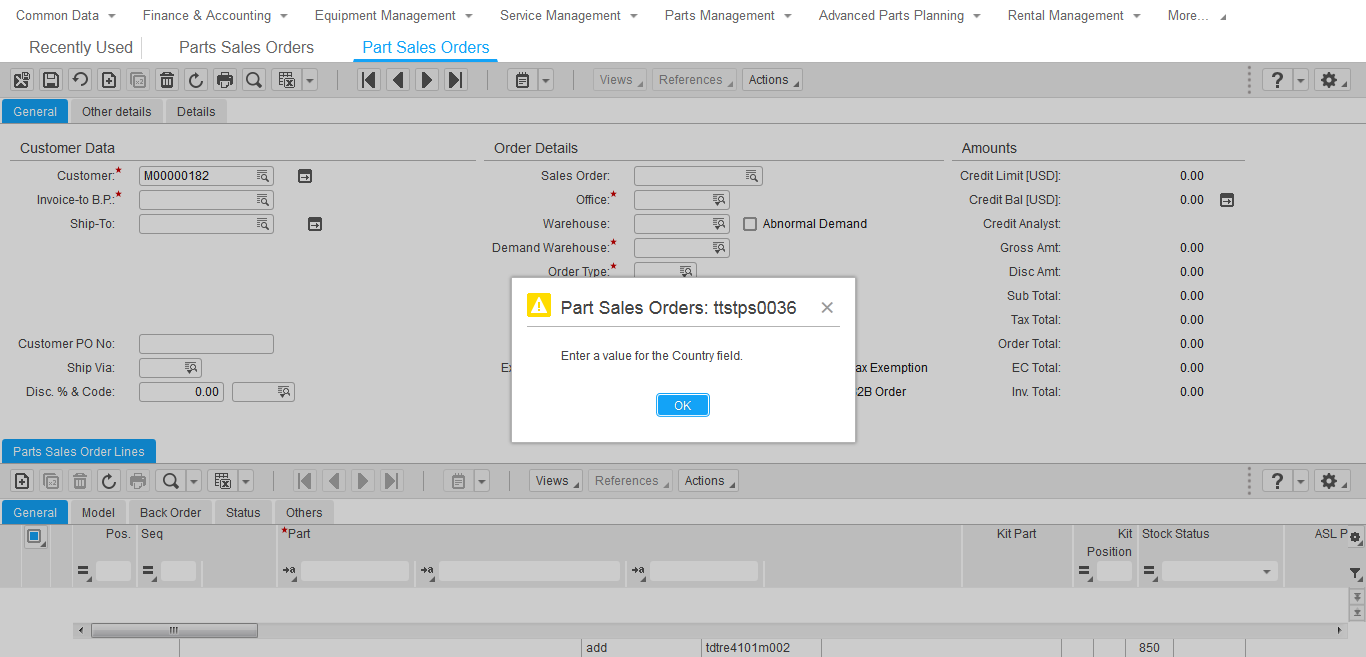 Common Data Finance & Accounting Equipment Management Service Management Parts Management Advanced Parts Planning Rental Management More...
Recently Used Parts Sales Orders Part Sales Orders
Views References Actions ?
General Other details Details
Customer Data Order Details Amounts
Customer:* M00000182 Sales Order: Credit Limit [USD]: 0.00
Invoice-to B.P.:* Office:* Credit Bal [USD]: 0.00
Ship-To: Warehouse: Abnormal Demand Credit Analyst:
Demand Warehouse:* Gross Amt: 0.00
Order Type:* Disc Amt: 0.00
Part Sales Orders: ttstps0036
Sub Total: 0.00
Tax Total: 0.00
Customer PO No: Order Total: 0.00
Enter a value for the Country field.
Ship Via: Ex ax Exemption EC Total: 0.00
Disc. % & Code: 0.00 2B Order Inv. Total: 0.00
OK
Parts Sales Order Lines
Views References Actions ?
General Model Back Order Status Others
Pos. Seq *Part Kit Part Kit Position Stock Status ASL P
add tdtre4101m002 850